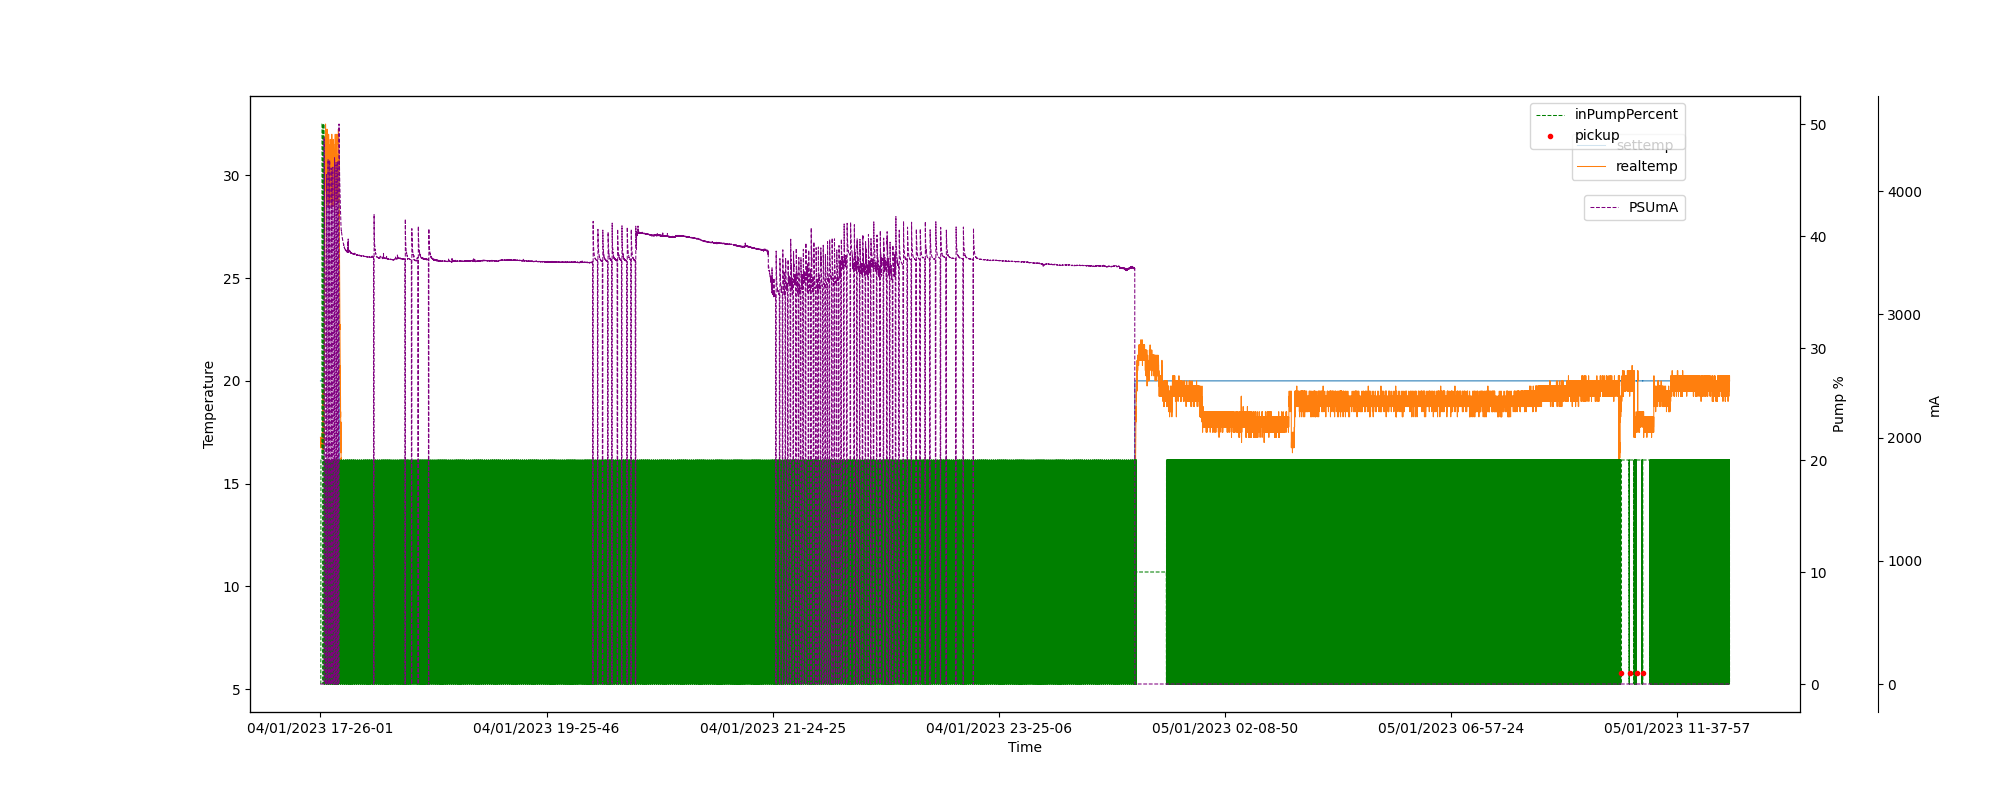 inPumpPercent
pickup
settemp
realtemp
PSUmA
30
25
20
15
10
5
Temperature
50
40
30
20
10
0
Pump %
4000
3000
2000
1000
0
mA
04/01/2023 17-26-01
04/01/2023 19-25-46
04/01/2023 21-24-25
04/01/2023 23-25-06
05/01/2023 02-08-50
05/01/2023 06-57-24
05/01/2023 11-37-57
Time